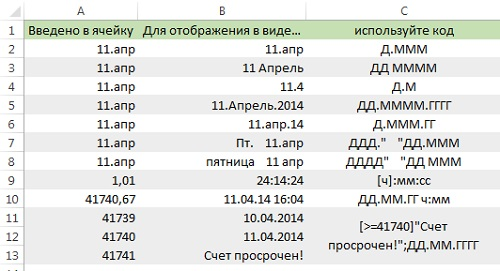 A B C
1 Введено в ячейку Для отображения в виде... используйте код
2 11.апр 11.апр Д.МММ
3 11.апр 11 Апрель ДД ММММ
4 11.апр 11.4 Д.М
5 11.апр 11.Апрель.2014 ДД.ММММ.ГГГГ
6 11.апр 11.апр.14 Д.МММ.ГГ
7 11.апр Пт. 11.апр ДДД." "ДД.МММ
8 11.апр пятница 11 апр ДДДД" "ДД МММ
9 1,01 24:14:24 [ч]:мм:сс
10 41740,67 11.04.14 16:04 ДД.ММ.ГГ ч:мм
11 41739 10.04.2014 [>=41740]"Счет
12 41740 11.04.2014 просрочен!";ДД.ММ.ГГГГ
13 41741 Счет просрочен!